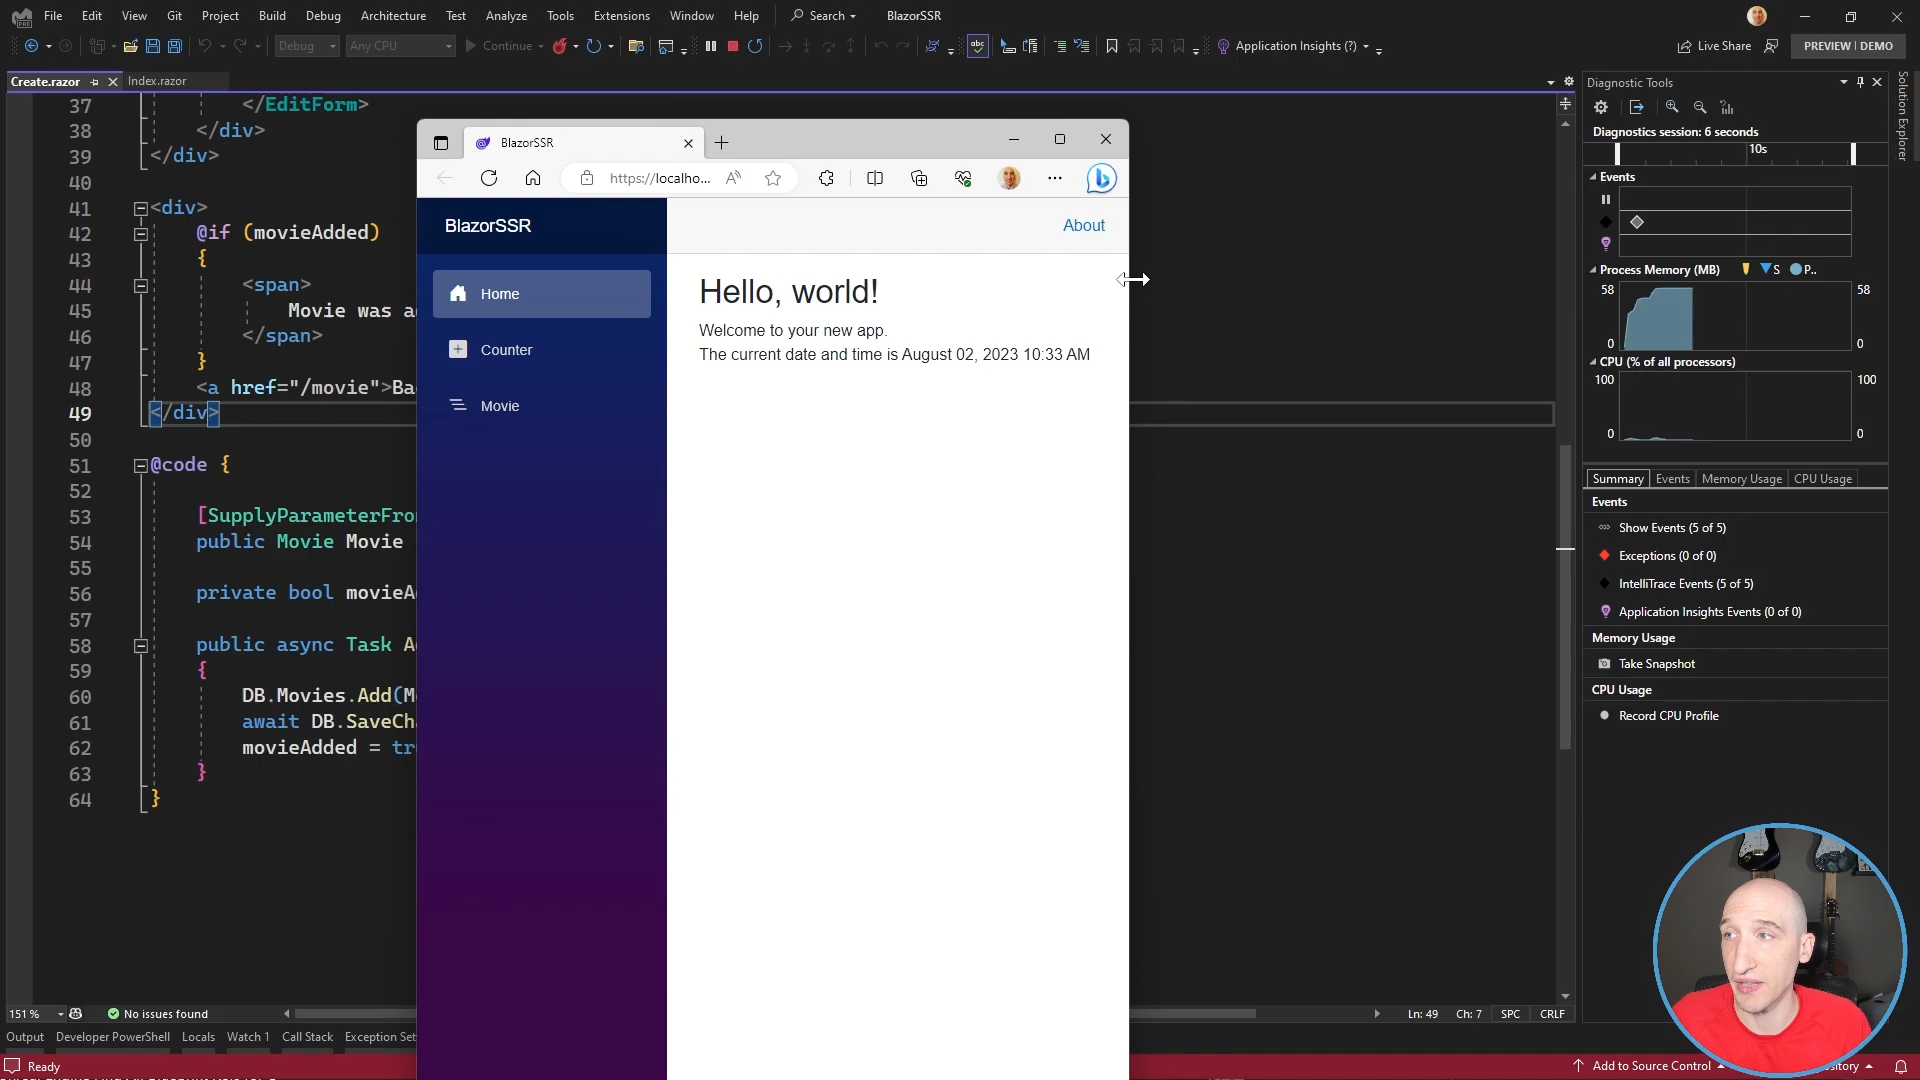 File Edit View Git Project Build Debug Architecture Test Analyze Tools Extensions Window Help Search BlazorSSR
Debug Any CPU Continue Application Insights (?) Live Share PREVIEW | DEMO
Create.razor Index.razor
37 </EditForm>
38 </div>
39 </div>
40
41 <div>
42 @if (movieAdded)
43 {
44 <span>
45 Movie was a
46 </span>
47 }
48 <a href="/movie">Ba
49 </div>
50
51 @code {
52
53 [SupplyParameterFro
54 public Movie Movie
55
56 private bool movieA
57
58 public async Task A
59 {
60 DB.Movies.Add(M
61 await DB.SaveCh
62 movieAdded = tr
63 }
64 }
BlazorSSR
https://localho...
BlazorSSR
About
Home
Counter
Movie
Hello, world!
Welcome to your new app.
The current date and time is August 02, 2023 10:33 AM
Diagnostic Tools
Diagnostics session: 6 seconds
10s
Events
Process Memory (MB) S P..
58 58
0 0
CPU (% of all processors)
100 100
0 0
Summary Events Memory Usage CPU Usage
Events
Show Events (5 of 5)
Exceptions (0 of 0)
IntelliTrace Events (5 of 5)
Application Insights Events (0 of 0)
Memory Usage
Take Snapshot
CPU Usage
Record CPU Profile
Solution Explorer
151 % No issues found Ln: 49 Ch: 7 SPC CRLF
Output Developer PowerShell Locals Watch 1 Call Stack Exception Set
Ready Add to Source Control